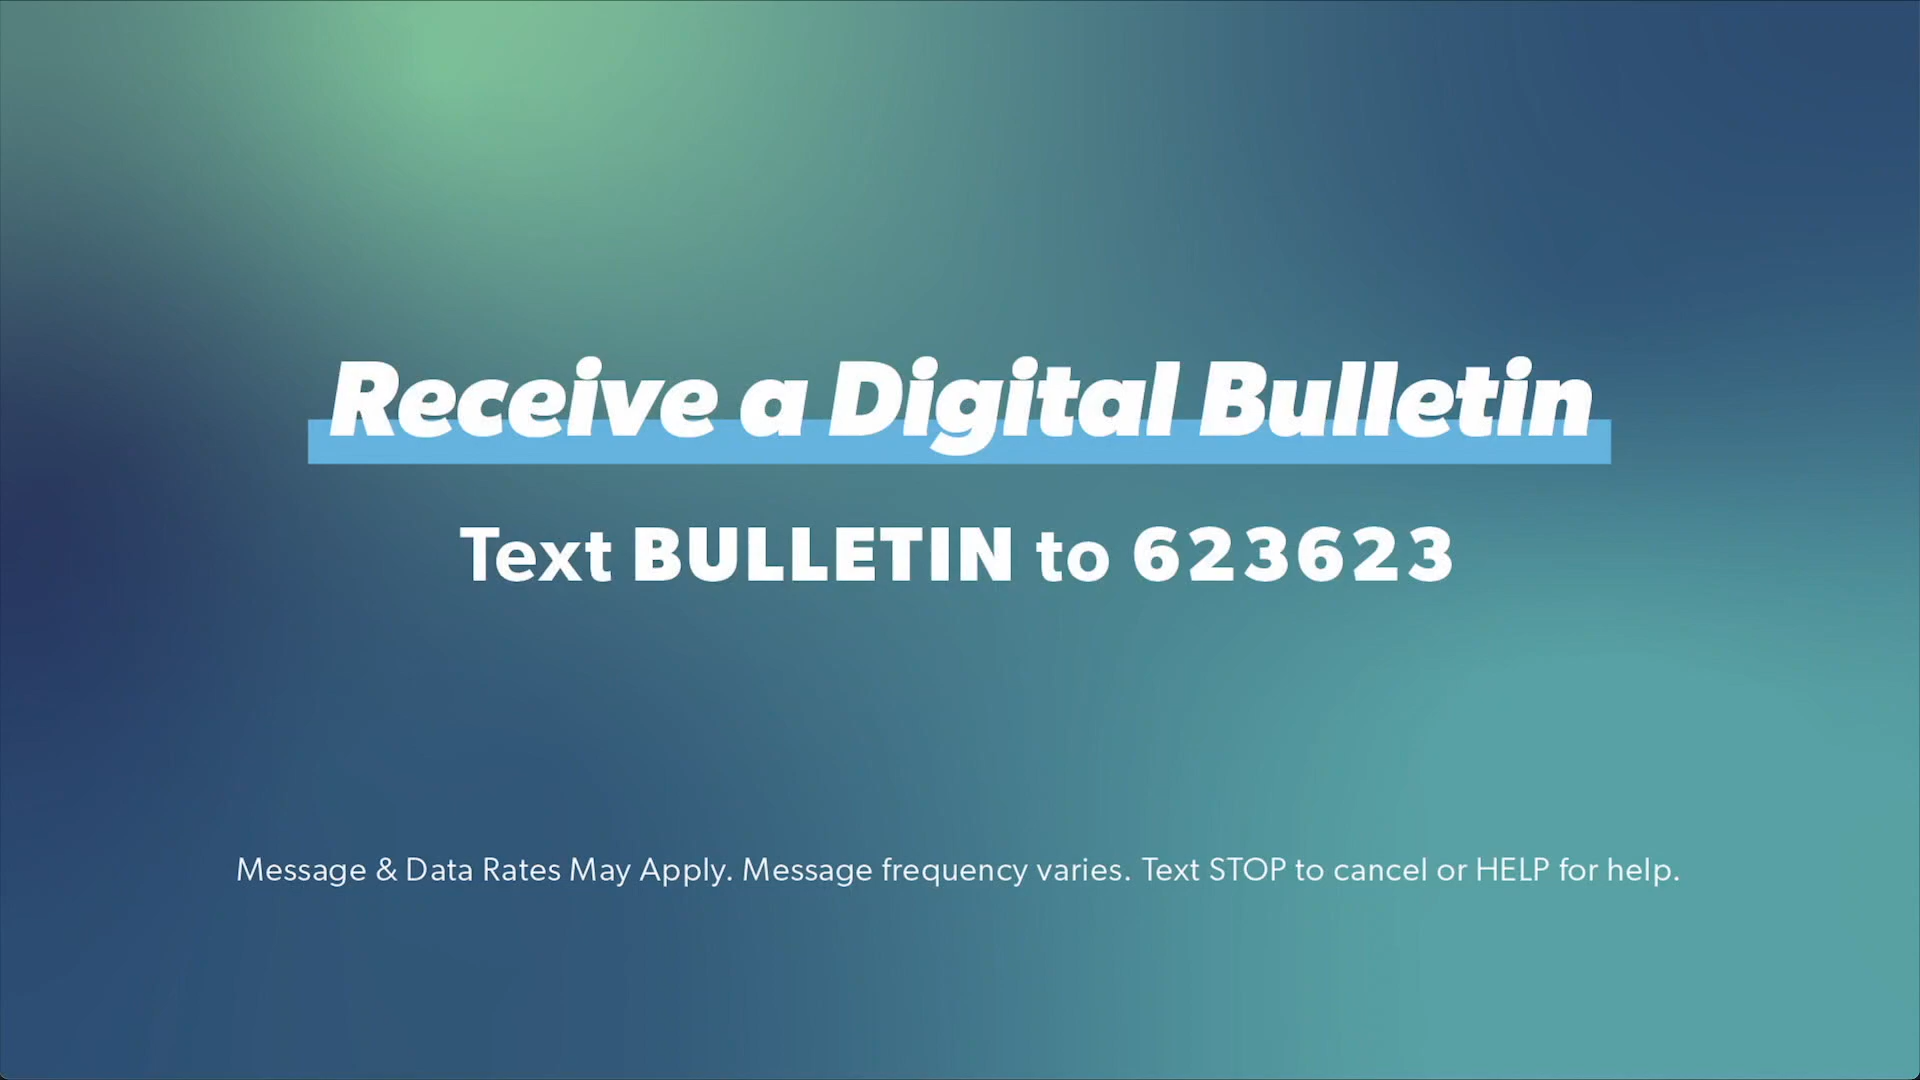 Receive a Digital Bulletin
Text BULLETIN to 623623
Message & Data Rates May Apply. Message frequency varies. Text STOP to cancel or HELP for help.